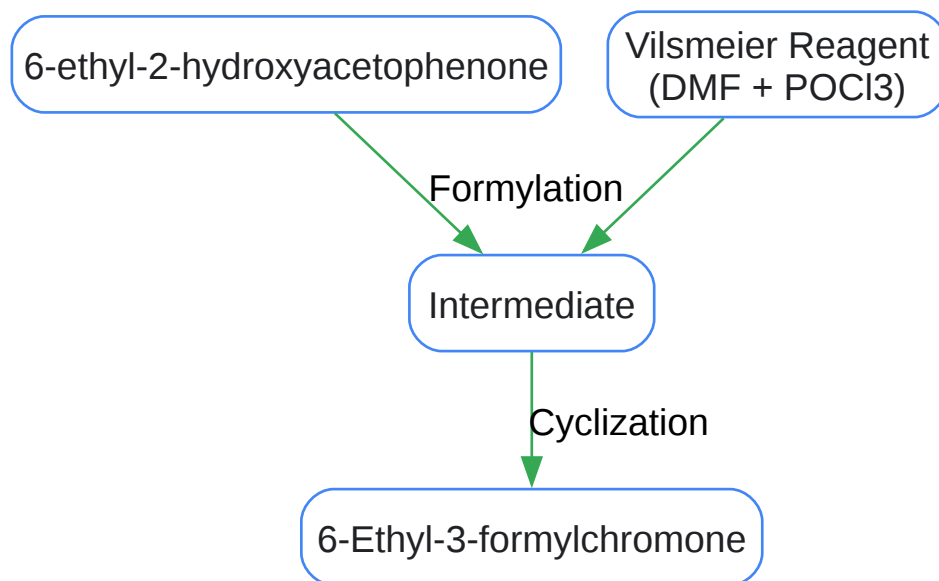 6-ethyl-2-hydroxyacetophenone
Vilsmeier Reagent
(DMF + POCl3)
Formylation
Intermediate
Cyclization
6-Ethyl-3-formylchromone